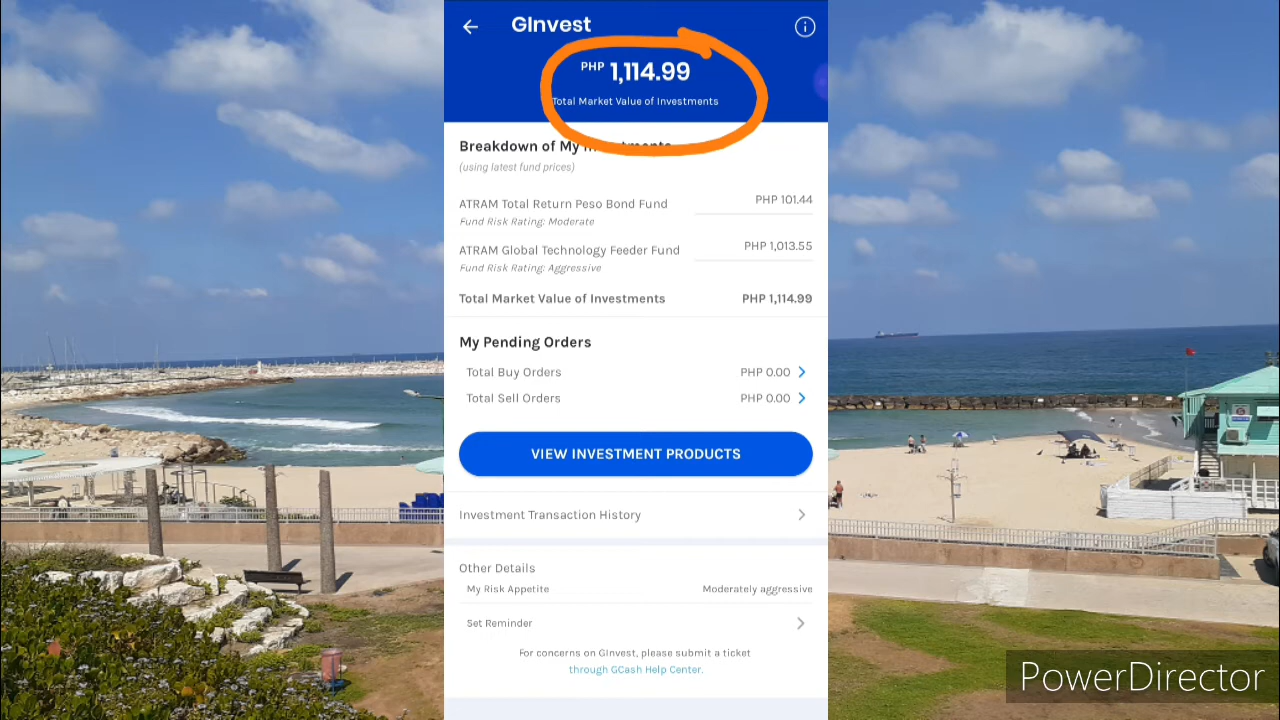 GInvest
PHP 1,114.99
Total Market Value of Investments
Breakdown of My Investments
(using latest fund prices)
ATRAM Total Return Peso Bond Fund PHP 101.44
Fund Risk Rating: Moderate
ATRAM Global Technology Feeder Fund PHP 1,013.55
Fund Risk Rating: Aggressive
Total Market Value of Investments PHP 1,114.99
My Pending Orders
Total Buy Orders PHP 0.00
Total Sell Orders PHP 0.00
VIEW INVESTMENT PRODUCTS
Investment Transaction History
Other Details
My Risk Appetite Moderately aggressive
Set Reminder
For concerns on GInvest, please submit a ticket
through GCash Help Center.
PowerDirector